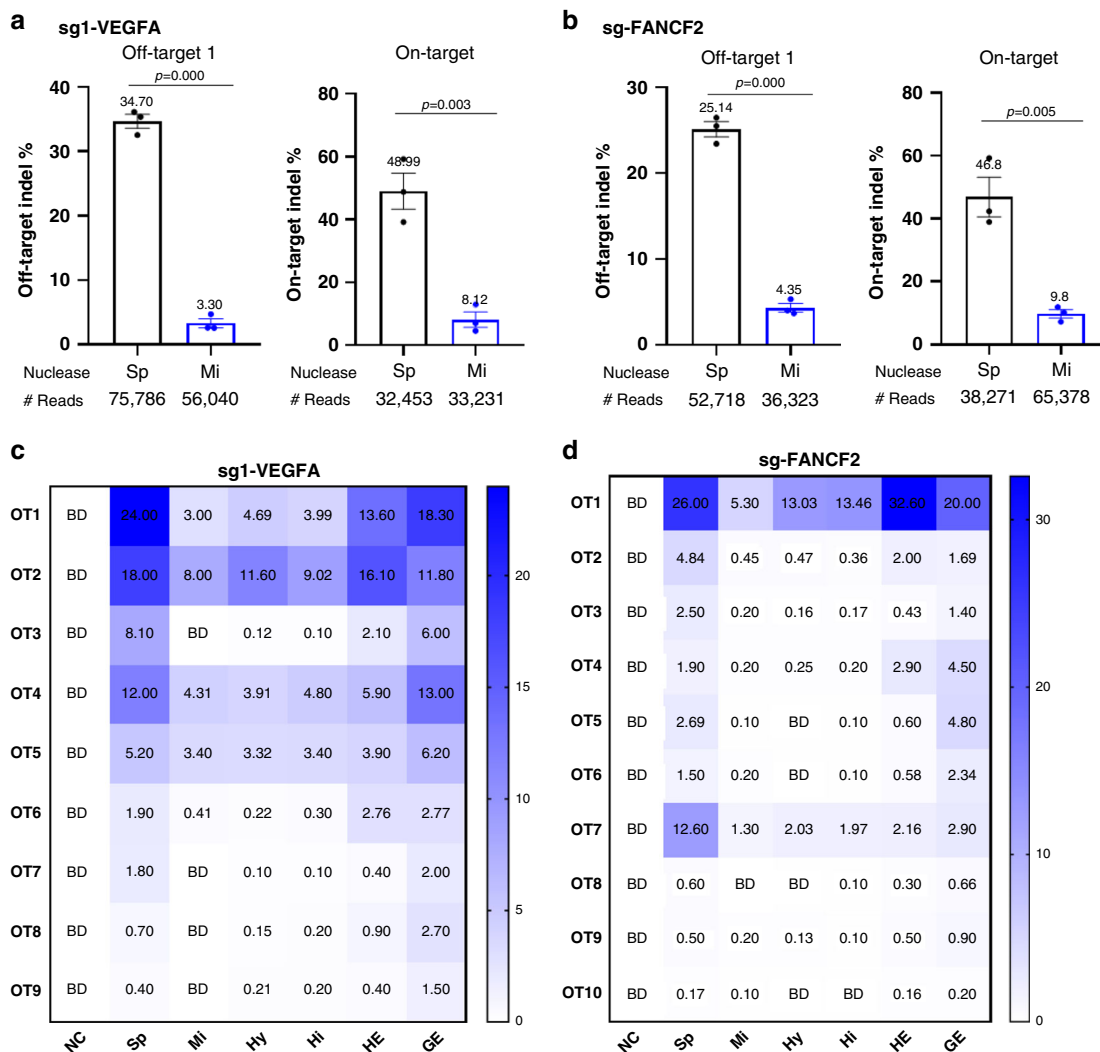 a
sg1-VEGFA
Off-target 1
p=0.000
34.70
3.30
40
30
20
10
0
Off-target indel %
Nuclease Sp Mi
# Reads 75,786 56,040
On-target
p=0.003
48.99
8.12
80
60
40
20
0
On-target indel %
Sp Mi
32,453 33,231
b
sg-FANCF2
Off-target 1
p=0.000
25.14
4.35
30
20
10
0
Off-target indel %
Nuclease Sp Mi
# Reads 52,718 36,323
On-target
p=0.005
46.8
9.8
80
60
40
20
0
On-target indel %
Sp Mi
38,271 65,378
c
sg1-VEGFA
OT1 BD 24.00 3.00 4.69 3.99 13.60 18.30
OT2 BD 18.00 8.00 11.60 9.02 16.10 11.80
OT3 BD 8.10 BD 0.12 0.10 2.10 6.00
OT4 BD 12.00 4.31 3.91 4.80 5.90 13.00
OT5 BD 5.20 3.40 3.32 3.40 3.90 6.20
OT6 BD 1.90 0.41 0.22 0.30 2.76 2.77
OT7 BD 1.80 BD 0.10 0.10 0.40 2.00
OT8 BD 0.70 BD 0.15 0.20 0.90 2.70
OT9 BD 0.40 BD 0.21 0.20 0.40 1.50
NC Sp Mi Hy Hi HE GE
20
15
10
5
0
d
sg-FANCF2
OT1 BD 26.00 5.30 13.03 13.46 32.60 20.00
OT2 BD 4.84 0.45 0.47 0.36 2.00 1.69
OT3 BD 2.50 0.20 0.16 0.17 0.43 1.40
OT4 BD 1.90 0.20 0.25 0.20 2.90 4.50
OT5 BD 2.69 0.10 BD 0.10 0.60 4.80
OT6 BD 1.50 0.20 BD 0.10 0.58 2.34
OT7 BD 12.60 1.30 2.03 1.97 2.16 2.90
OT8 BD 0.60 BD BD 0.10 0.30 0.66
OT9 BD 0.50 0.20 0.13 0.10 0.50 0.90
OT10 BD 0.17 0.10 BD BD 0.16 0.20
NC Sp Mi Hy Hi HE GE
30
20
10
0